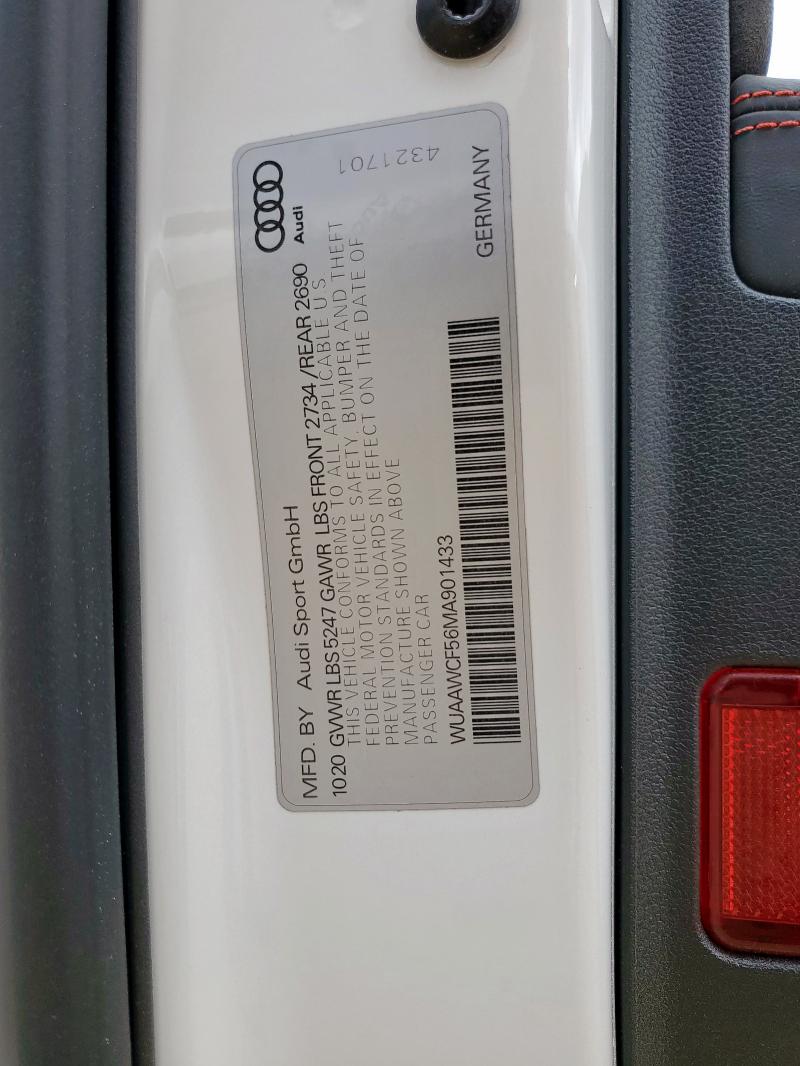 MFD. BY Audi Sport GmbH
Audi
1020 GVWR LBS 5247 GAWR LBS FRONT 2734 / REAR 2690
THIS VEHICLE CONFORMS TO ALL APPLICABLE U S
FEDERAL MOTOR VEHICLE SAFETY, BUMPER AND THEFT
PREVENTION STANDARDS IN EFFECT ON THE DATE OF
MANUFACTURE SHOWN ABOVE
PASSENGER CAR
4321701
WUAAWCF56MA901433
GERMANY